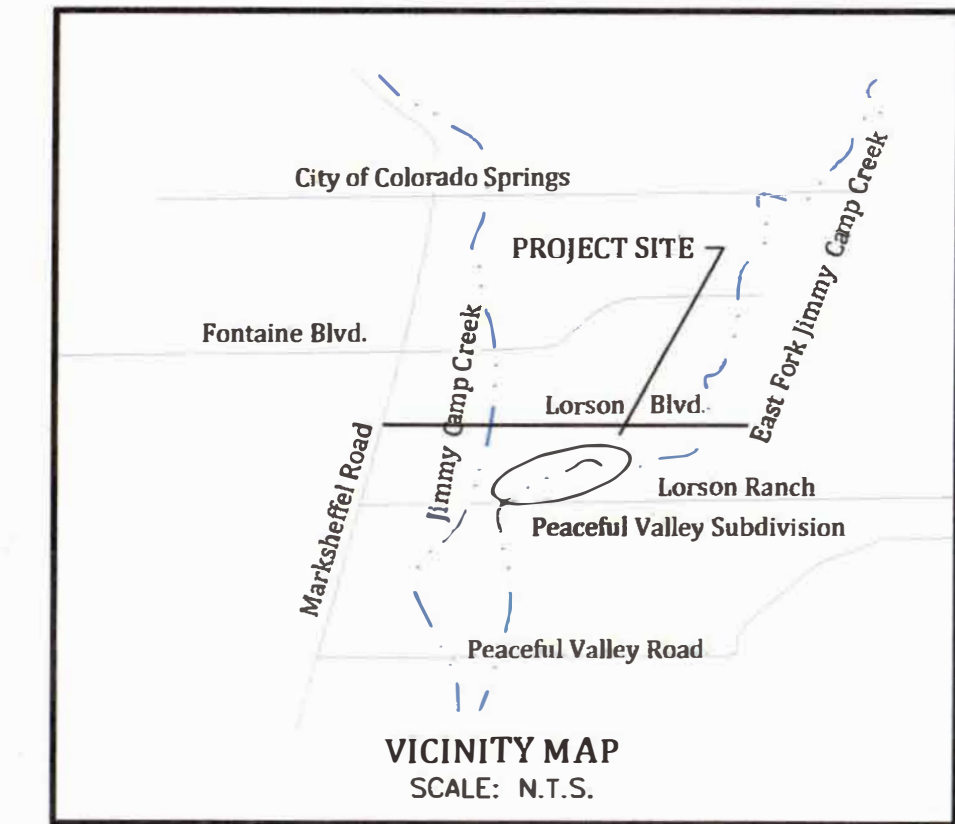 City of Colorado Springs
PROJECT SITE
East Fork Jimmy Camp Creek
Fontaine Blvd.
Jimmy Camp Creek
Lorson Blvd.
Marksheffel Road
Lorson Ranch
Peaceful Valley Subdivision
Peaceful Valley Road
VICINITY MAP
SCALE: N.T.S.